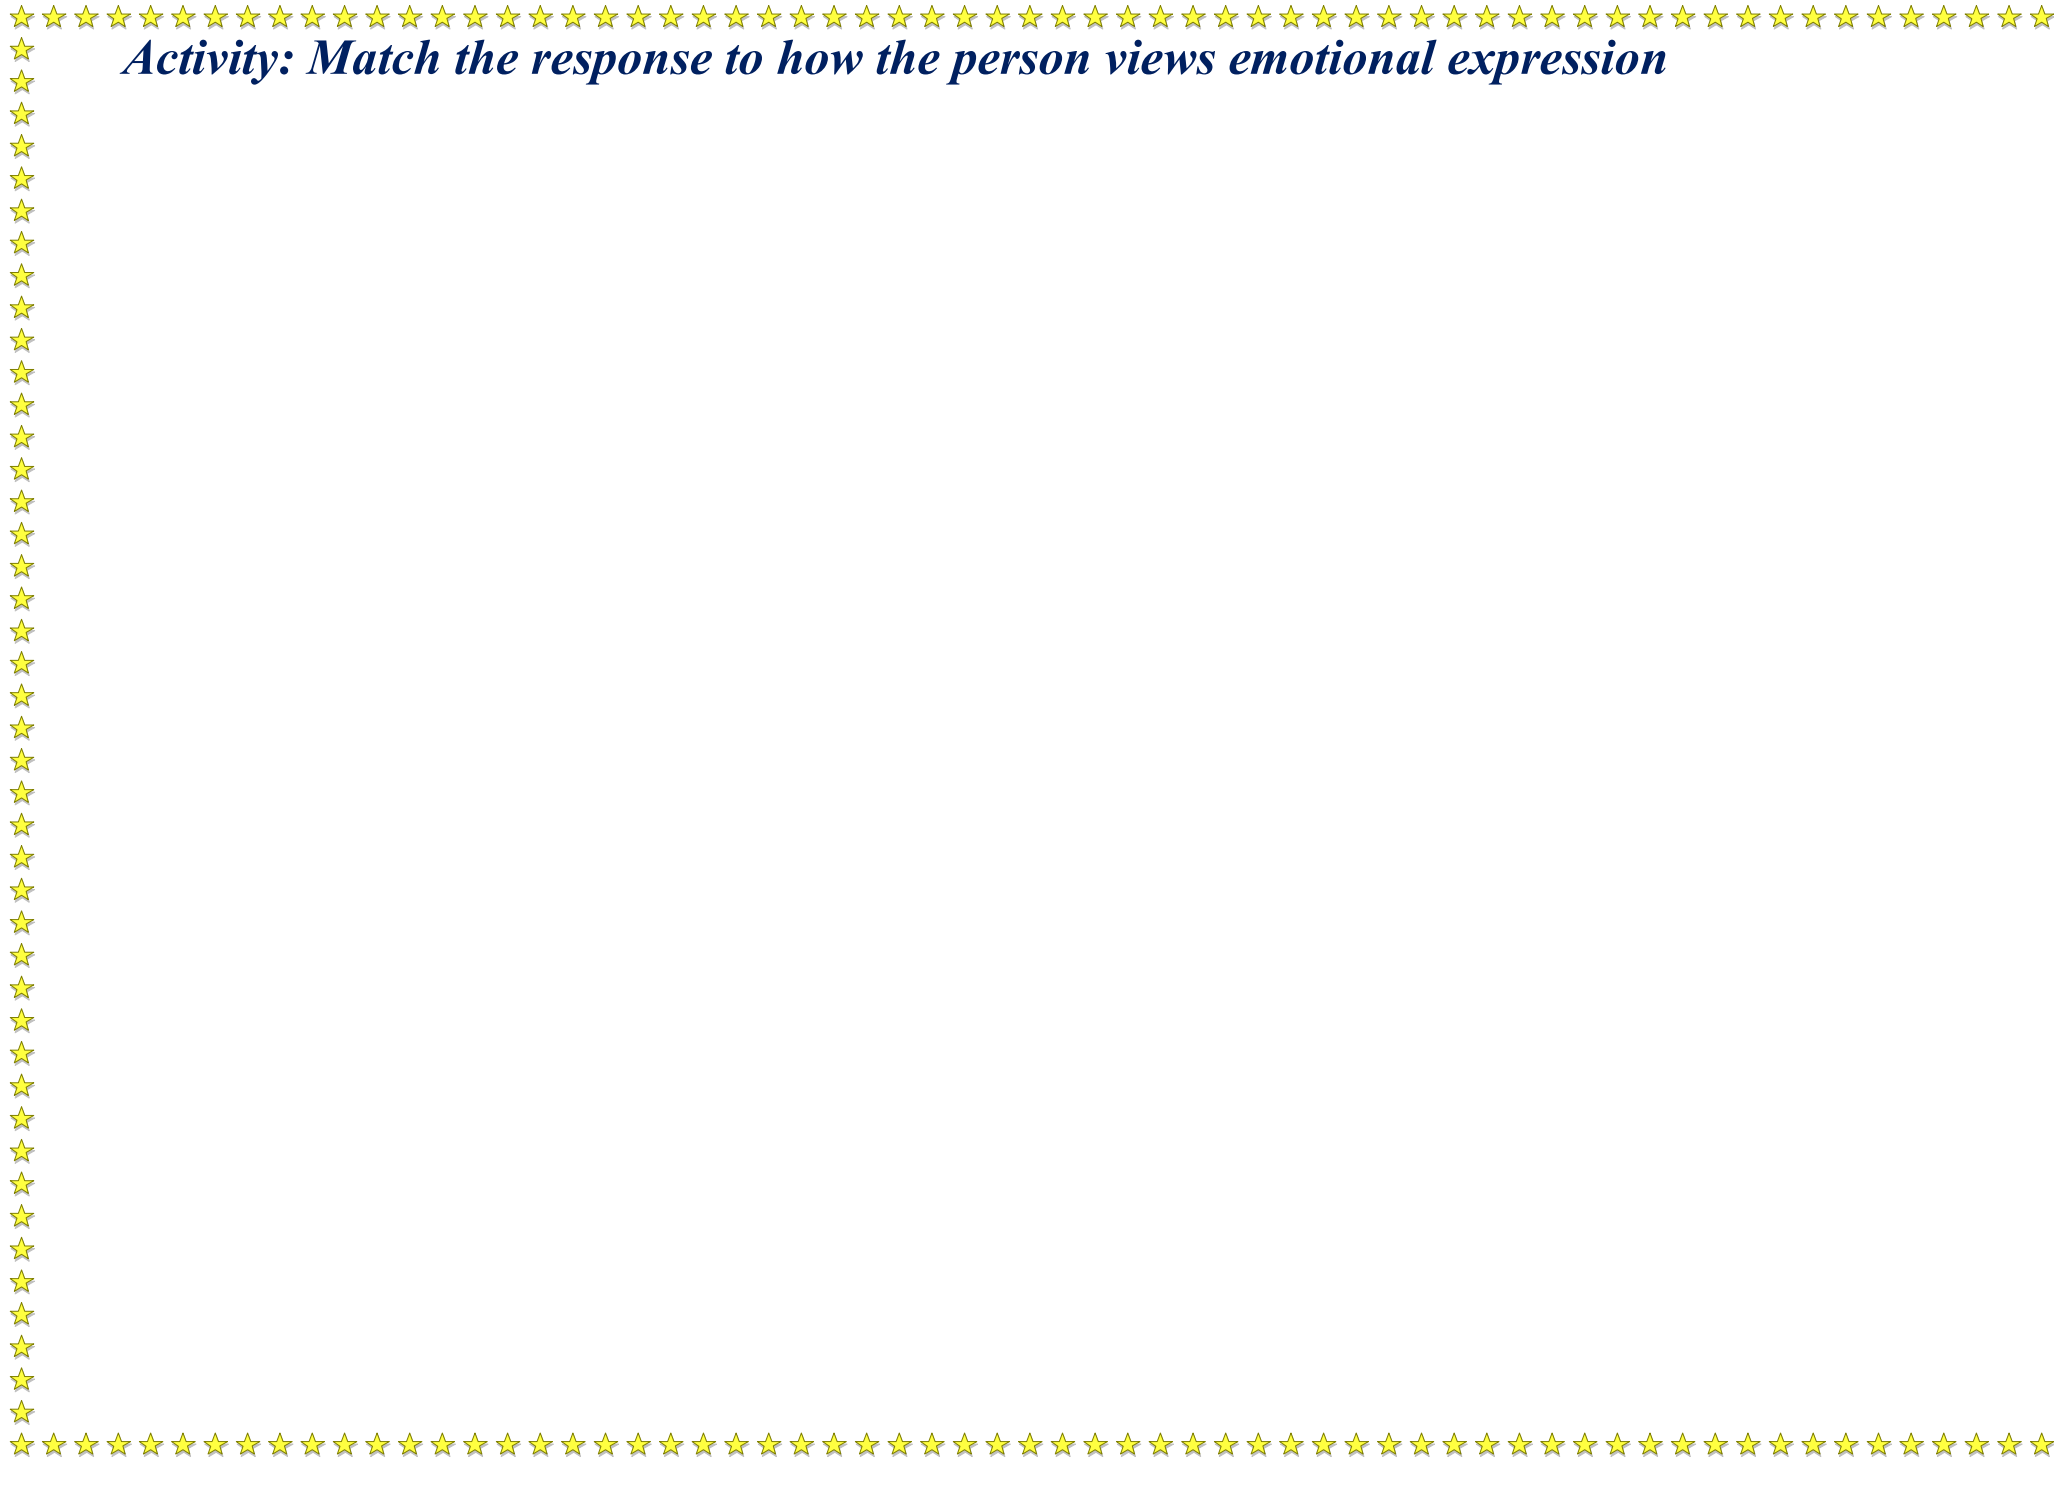 Activity: Match the response to how the person views emotional expression